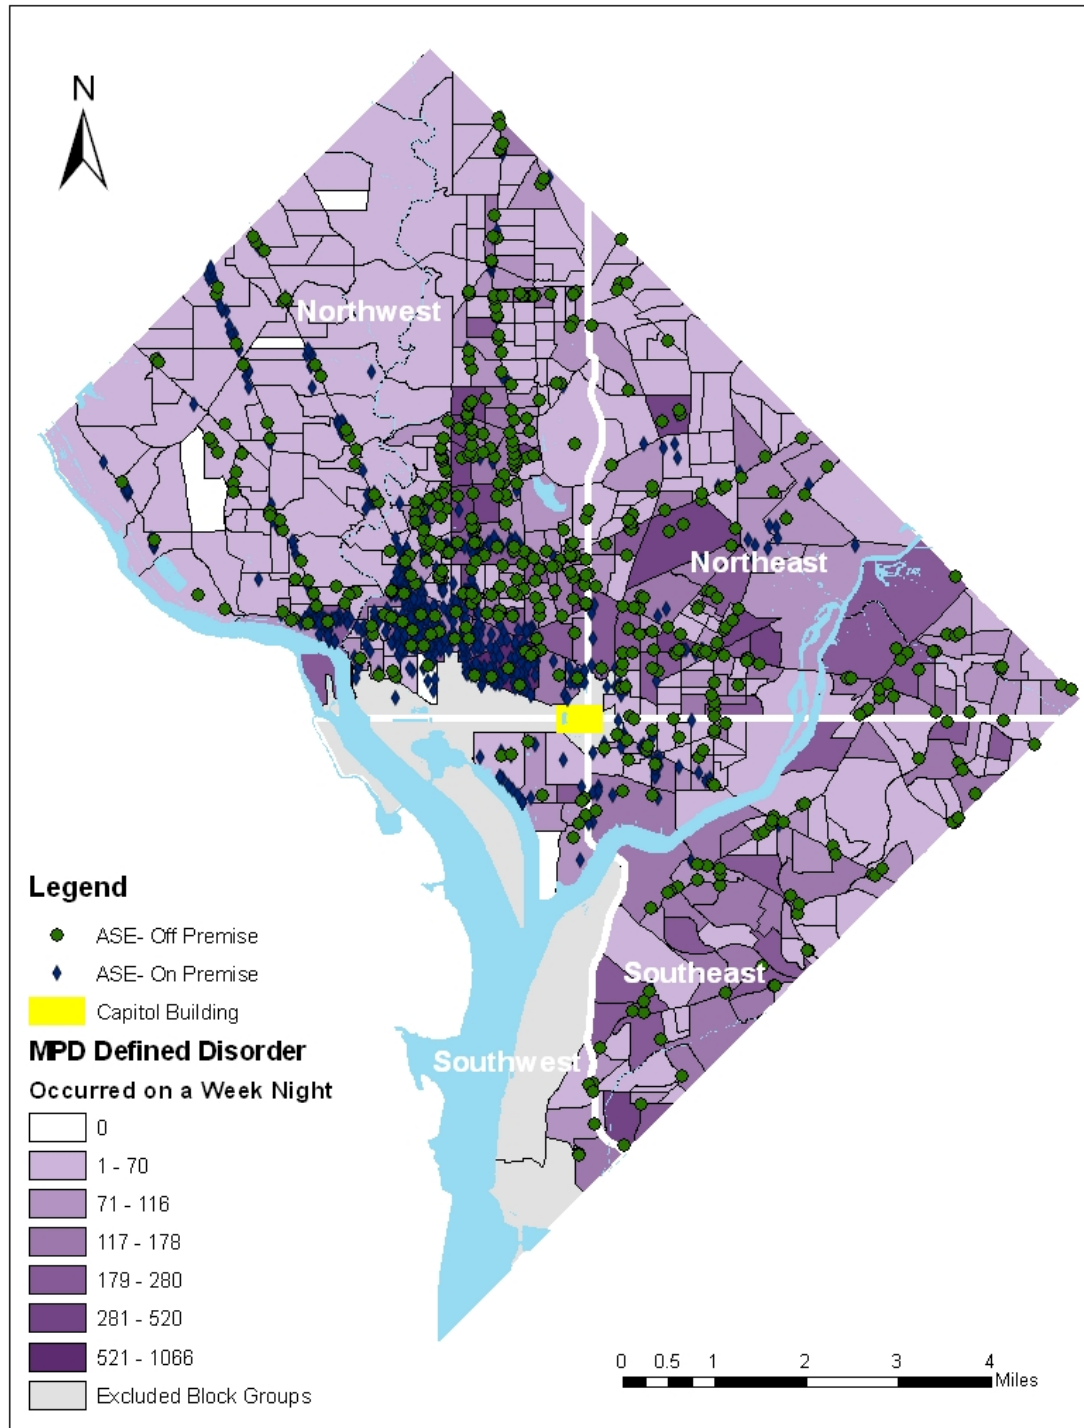 N
Northwest
Northeast
Legend
ASE- Off Premise
ASE- On Premise
Capitol Building
Southeast
MPD Defined Disorder
Southwest
Occurred on a Week Night
0
1 - 70
71 - 116
117 - 178
179 - 280
281 - 520
521 - 1066
Excluded Block Groups
0 0.5 1 2 3 4
Miles